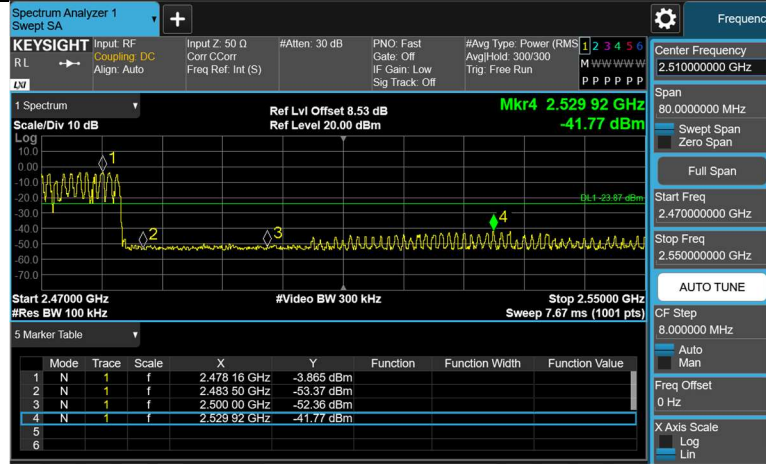 Spectrum Analyzer 1
Swept SA
+
Frequenc
KEYSIGHT
RL
LXI
Input: RF
Coupling: DC
Align: Auto
Input Z: 50 Ω
Corr CCorr
Freq Ref: Int (S)
#Atten: 30 dB
PNO: Fast
Gate: Off
IF Gain: Low
Sig Track: Off
#Avg Type: Power (RMS
Avg|Hold: 300/300
Trig: Free Run
1 2 3 4 5 6
M W W W W W
P P P P P P
Center Frequency
2.510000000 GHz
Span
80.0000000 MHz
Swept Span
Zero Span
Full Span
Start Freq
2.470000000 GHz
Stop Freq
2.550000000 GHz
AUTO TUNE
CF Step
8.000000 MHz
Auto
Man
Freq Offset
0 Hz
X Axis Scale
Log
Lin
1 Spectrum
Scale/Div 10 dB
Ref Lvl Offset 8.53 dB
Ref Level 20.00 dBm
Mkr4 2.529 92 GHz
-41.77 dBm
Log
10.0
0.00
-10.0
-20.0
-30.0
-40.0
-50.0
-60.0
-70.0
1
2
3
4
DL1 -23.87 dBm
Start 2.47000 GHz
#Res BW 100 kHz
#Video BW 300 kHz
Stop 2.55000 GHz
Sweep 7.67 ms (1001 pts)
5 Marker Table
Mode Trace Scale X Y Function Function Width Function Value
1 N 1 f 2.478 16 GHz -3.865 dBm
2 N 1 f 2.483 50 GHz -53.37 dBm
3 N 1 f 2.500 00 GHz -52.36 dBm
4 N 1 f 2.529 92 GHz -41.77 dBm
5
6